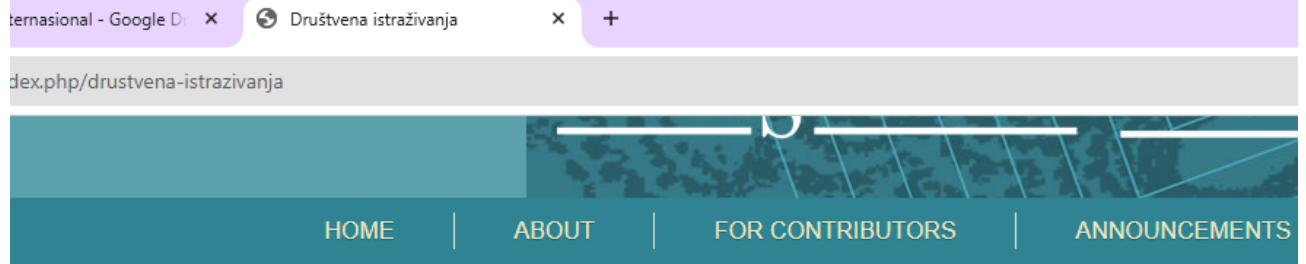 ternasional - Google D Društvena istraživanja
dex.php/drustvena-istrazivanja
HOME ABOUT FOR CONTRIBUTORS ANNOUNCEMENTS